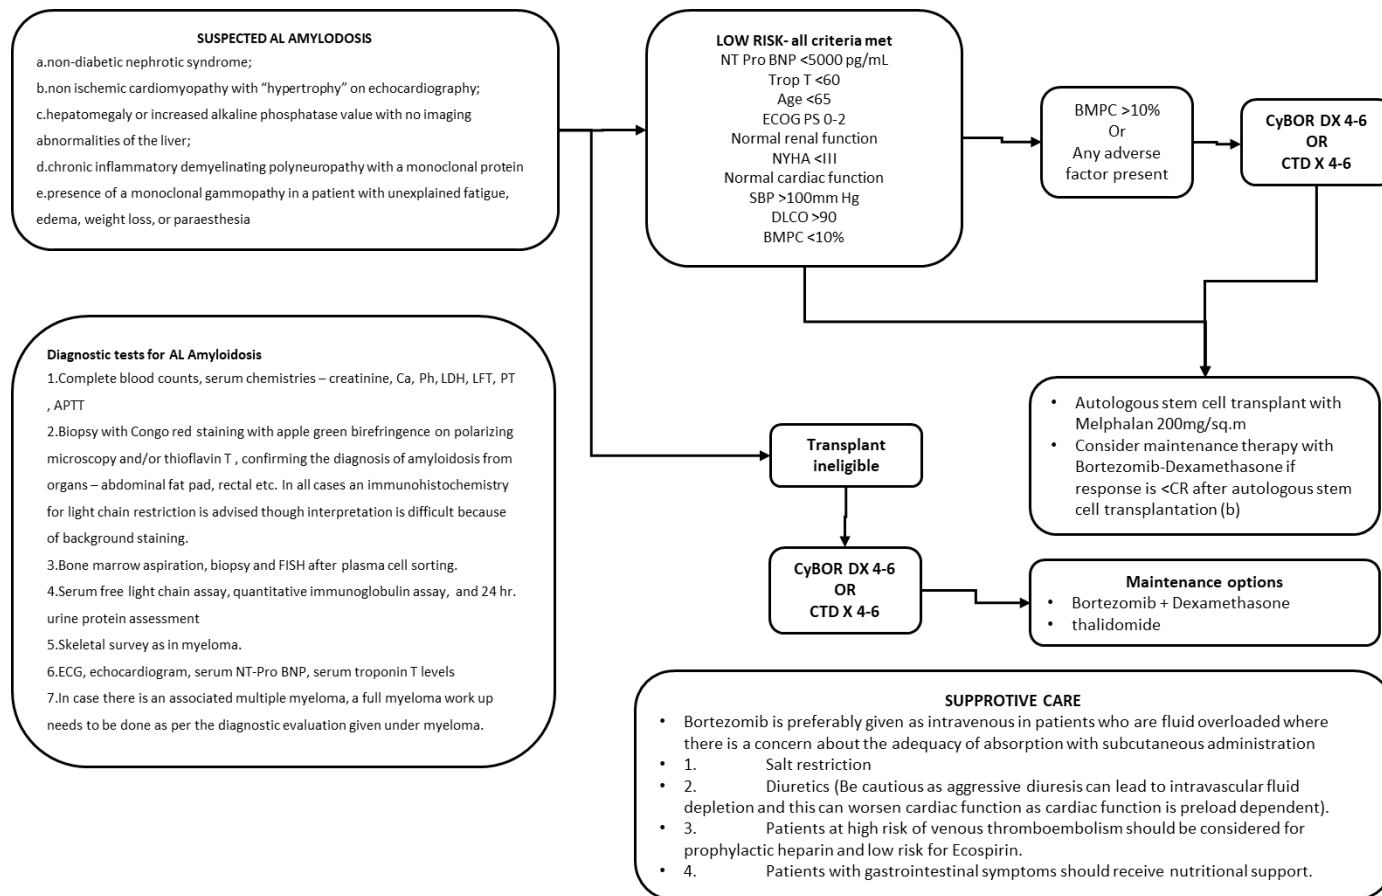 SUSPECTED AL AMYLODOSIS
a.non-diabetic nephrotic syndrome;
b.non ischemic cardiomyopathy with “hypertrophy” on echocardiography;
c.hepatomegaly or increased alkaline phosphatase value with no imaging
abnormalities of the liver;
d.chronic inflammatory demyelinating polyneuropathy with a monoclonal protein
e.presence of a monoclonal gammopathy in a patient with unexplained fatigue,
edema, weight loss, or paraesthesia
LOW RISK- all criteria met
NT Pro BNP <5000 pg/mL
Trop T <60
Age <65
ECOG PS 0-2
Normal renal function
NYHA <III
Normal cardiac function
SBP >100mm Hg
DLCO >90
BMPC <10%
BMPC >10%
Or
Any adverse
factor present
CyBOR DX 4-6
OR
CTD X 4-6
Diagnostic tests for AL Amyloidosis
1.Complete blood counts, serum chemistries – creatinine, Ca, Ph, LDH, LFT, PT
, APTT
2.Biopsy with Congo red staining with apple green birefringence on polarizing
microscopy and/or thioflavin T , confirming the diagnosis of amyloidosis from
organs – abdominal fat pad, rectal etc. In all cases an immunohistochemistry
for light chain restriction is advised though interpretation is difficult because
of background staining.
3.Bone marrow aspiration, biopsy and FISH after plasma cell sorting.
4.Serum free light chain assay, quantitative immunoglobulin assay, and 24 hr.
urine protein assessment
5.Skeletal survey as in myeloma.
6.ECG, echocardiogram, serum NT-Pro BNP, serum troponin T levels
7.In case there is an associated multiple myeloma, a full myeloma work up
needs to be done as per the diagnostic evaluation given under myeloma.
• Autologous stem cell transplant with
Melphalan 200mg/sq.m
• Consider maintenance therapy with
Bortezomib-Dexamethasone if
response is <CR after autologous stem
cell transplantation (b)
Transplant
ineligible
CyBOR DX 4-6
OR
CTD X 4-6
Maintenance options
• Bortezomib + Dexamethasone
• thalidomide
SUPPROTIVE CARE
• Bortezomib is preferably given as intravenous in patients who are fluid overloaded where
there is a concern about the adequacy of absorption with subcutaneous administration
• 1. Salt restriction
• 2. Diuretics (Be cautious as aggressive diuresis can lead to intravascular fluid
depletion and this can worsen cardiac function as cardiac function is preload dependent).
• 3. Patients at high risk of venous thromboembolism should be considered for
prophylactic heparin and low risk for Ecospirin.
• 4. Patients with gastrointestinal symptoms should receive nutritional support.